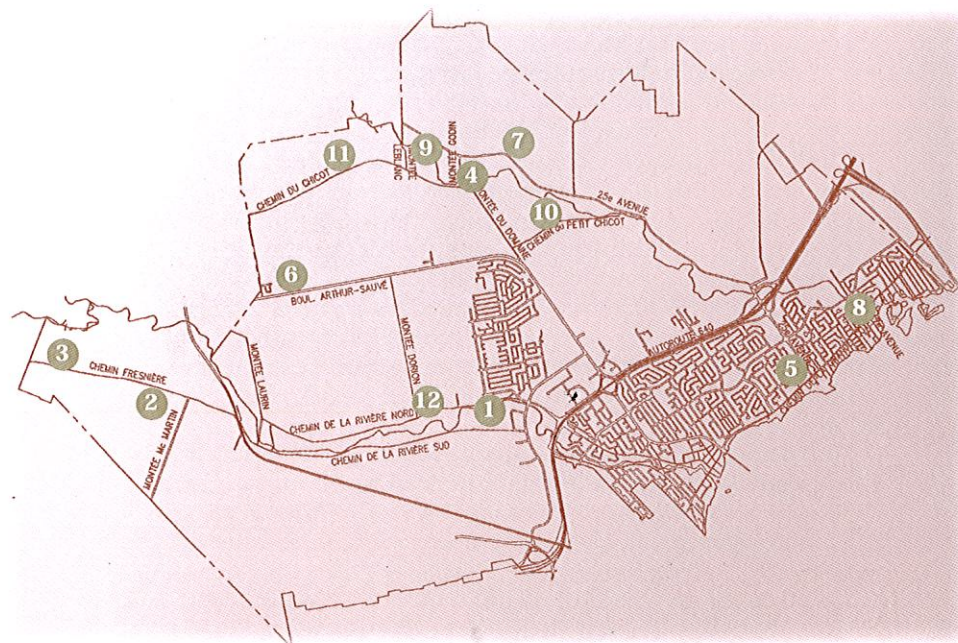 7
9
MONTÉE LEBLANC
MONTÉE GODIN
11
4
CHEMIN DU CHICOT
25e AVENUE
10
MONTÉE DU DOMAINE
CHEMIN DU PETIT CHICOT
6
BOUL. ARTHUR-SAUVÉ
8
AUTOROUTE 640
3
MONTÉE LAURIN
MONTÉE DORION
5
CHEMIN FRESNIÈRE
2
12
1
CHEMIN DE LA RIVIÈRE NORD
MONTÉE Mc MARTIN
CHEMIN DE LA RIVIÈRE SUD